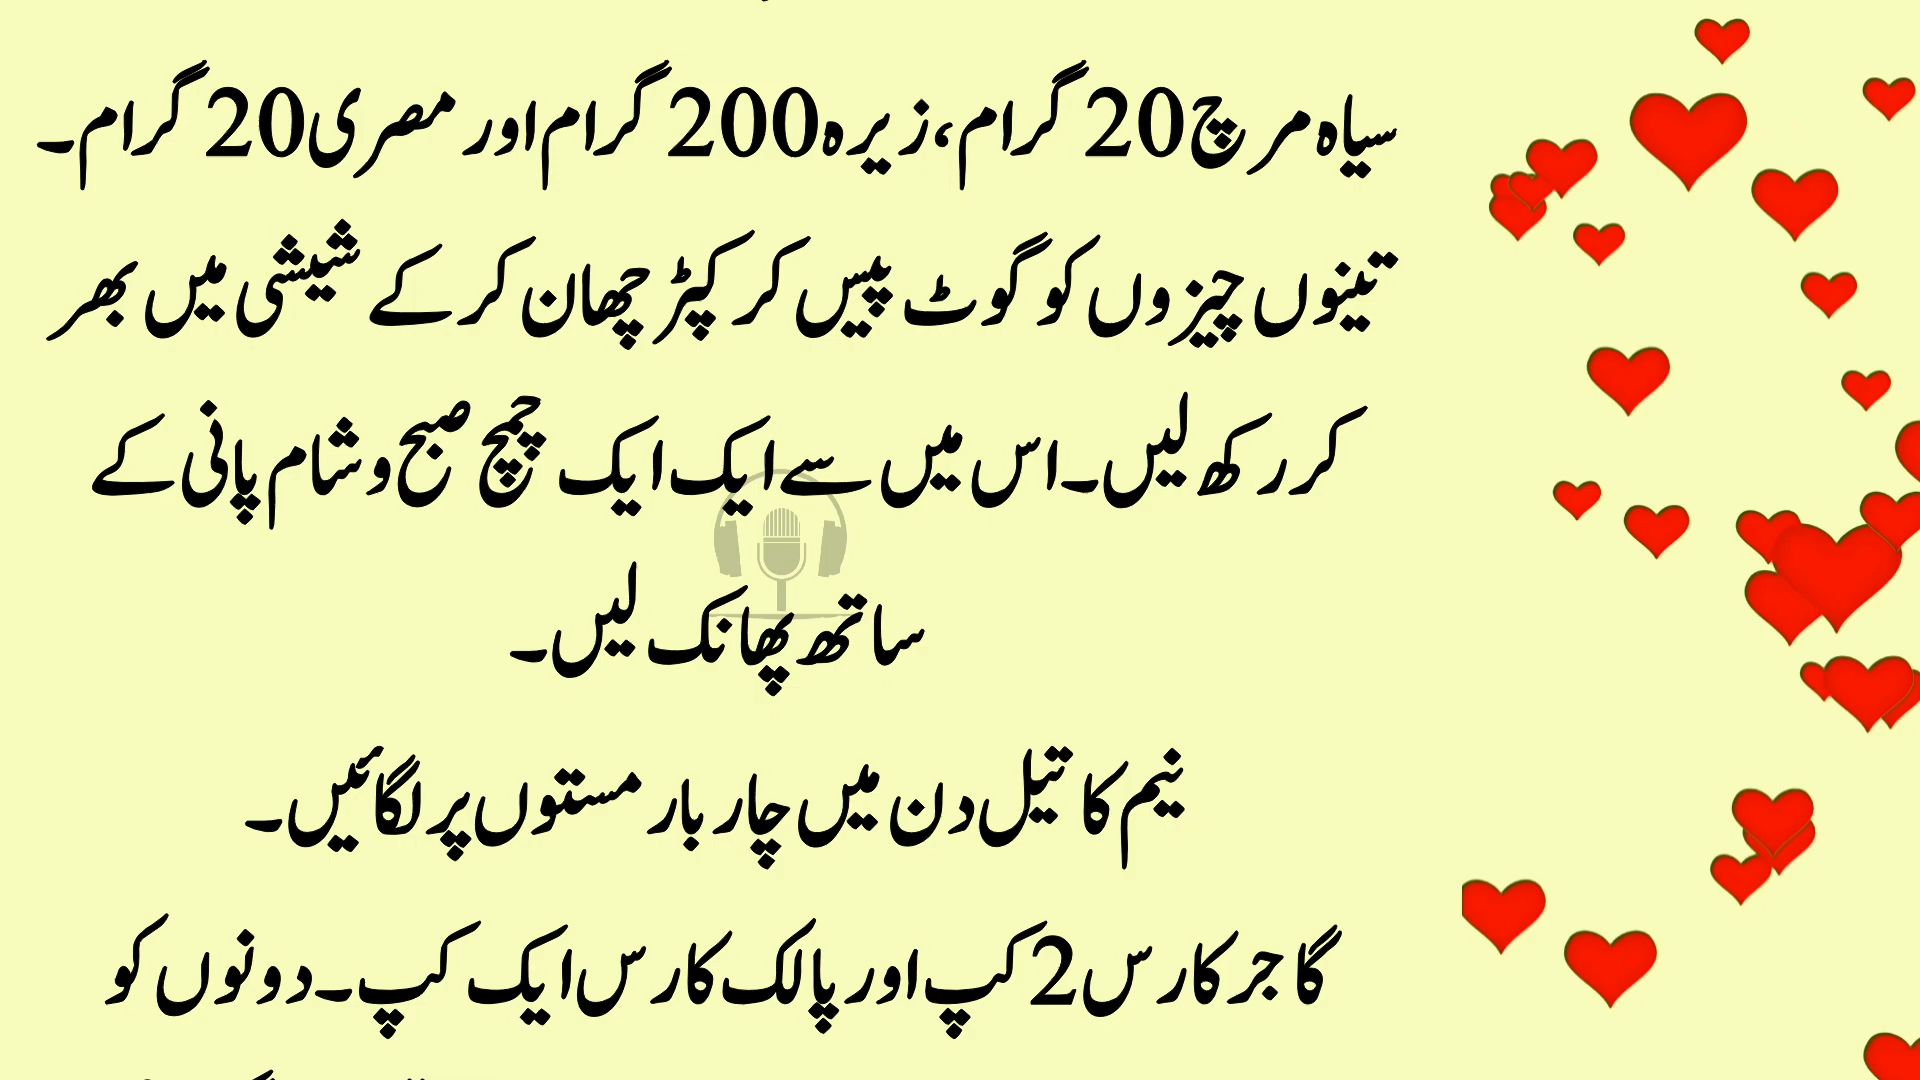 سیاہ مرچ 20 گرام، زیرہ 200 گرام اور مصری 20 گرام۔
تینوں چیزوں کو گوٹ پیس کر کپڑ چھان کر کے شیشی میں بھر
کر رکھ لیں۔ اس میں سے ایک ایک چمچ صبح و شام پانی کے
ساتھ پھانک لیں۔
نیم کا تیل دن میں چار بار مستوں پر لگائیں۔
گاجر کا رس 2 کپ اور پالک کا رس ایک کپ۔ دونوں کو